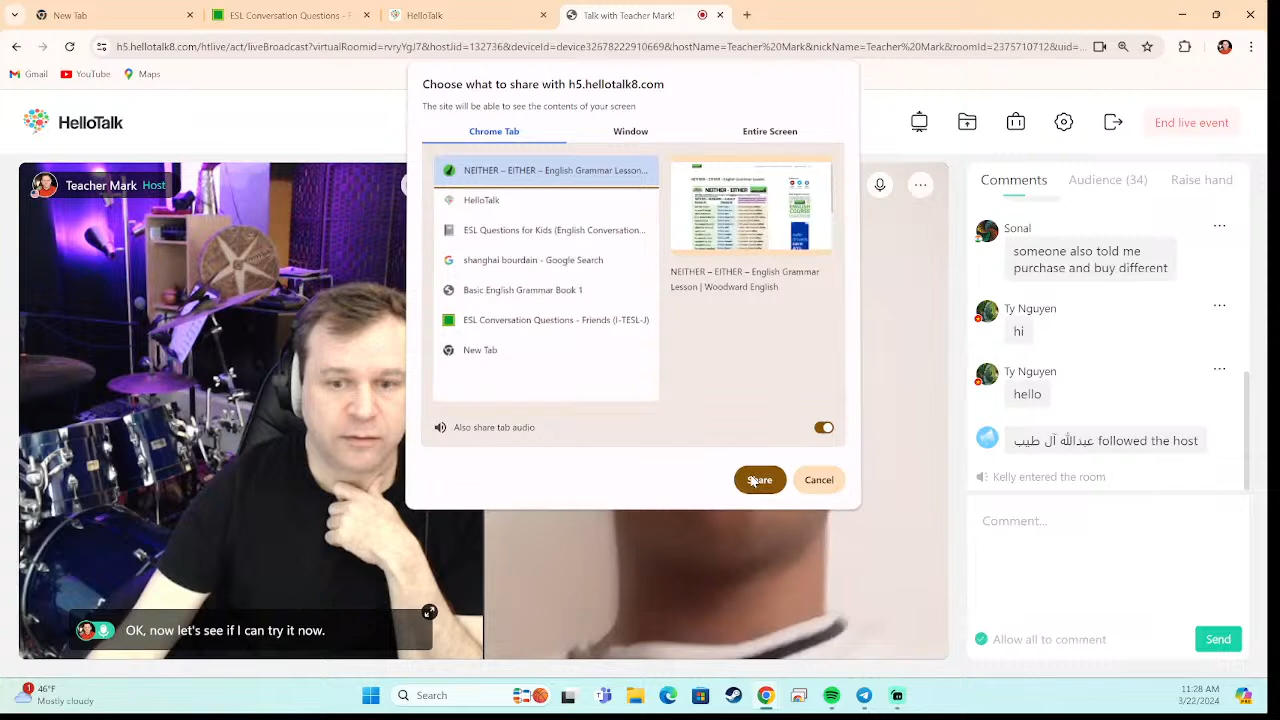 New Tab
ESL Conversation Questions - F
HelloTalk
Talk with Teacher Mark!
h5.hellotalk8.com/htlive/act/liveBroadcast?virtualRoomid=rvryYgJ7&hostId=132736&deviceId=device32678222910669&hostName=Teacher%20Mark&nickName=Teacher%20Mark&roomId=2375710712&uid=...
Gmail
YouTube
Maps
HelloTalk
End live event
Teacher Mark Host
Choose what to share with h5.hellotalk8.com
The site will be able to see the contents of your screen
Chrome Tab
Window
Entire Screen
NEITHER – EITHER – English Grammar Lesson...
HelloTalk
ESL Questions for Kids (English Conversation...
shanghai bourdain - Google Search
Basic English Grammar Book 1
ESL Conversation Questions - Friends (I-TESL-J)
New Tab
NEITHER - EITHER
NEITHER – EITHER – English Grammar
Lesson | Woodward English
Also share tab audio
Share
Cancel
Comments
Audience (34)
Raise hand
Sonal
someone also told me
purchase and buy different
Ty Nguyen
hi
Ty Nguyen
hello
عبدالله آل طيب followed the host
Kelly entered the room
Comment...
Allow all to comment
Send
OK, now let's see if I can try it now.
1
46°F
Mostly cloudy
Search
11:28 AM
3/22/2024